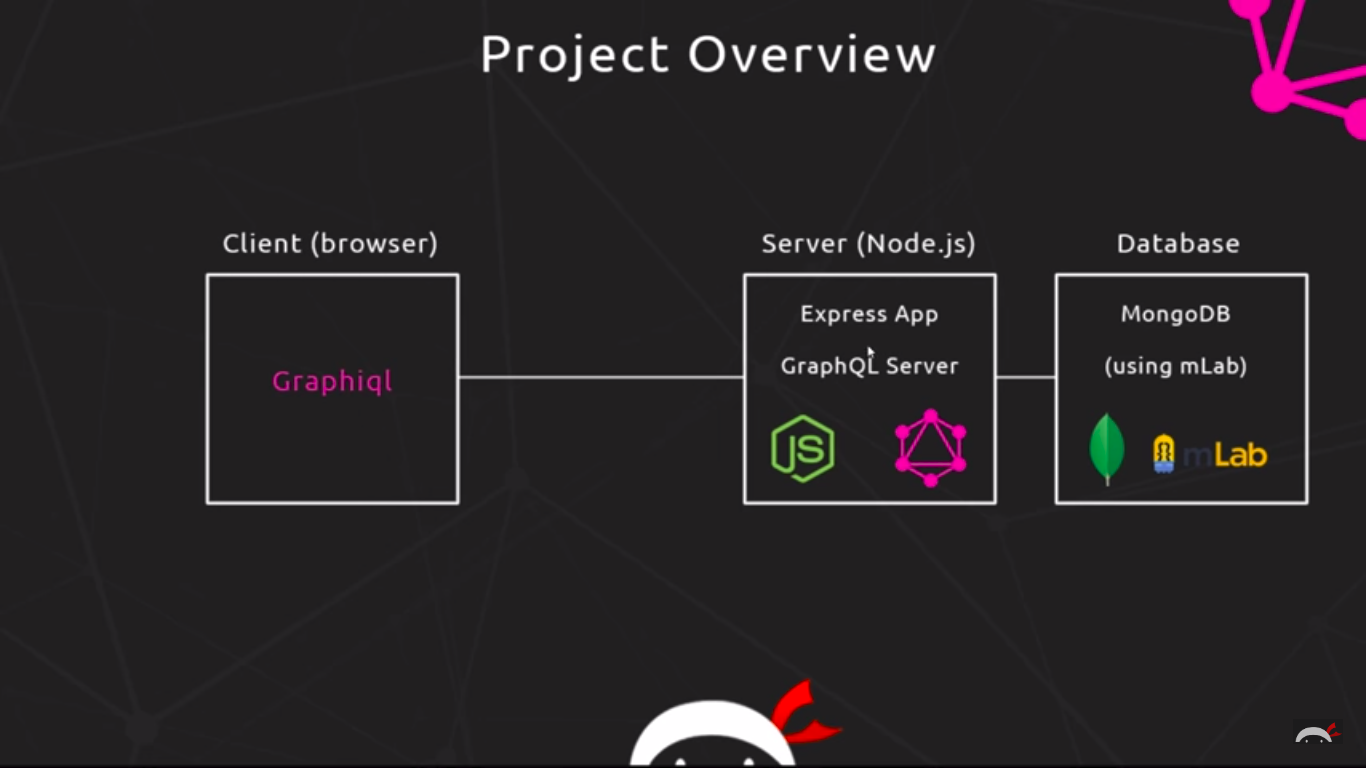 Project Overview
Client (browser)
Graphiql
Server (Node.js)
Express App
GraphQL Server
JS
Database
MongoDB
(using mLab)
mLab